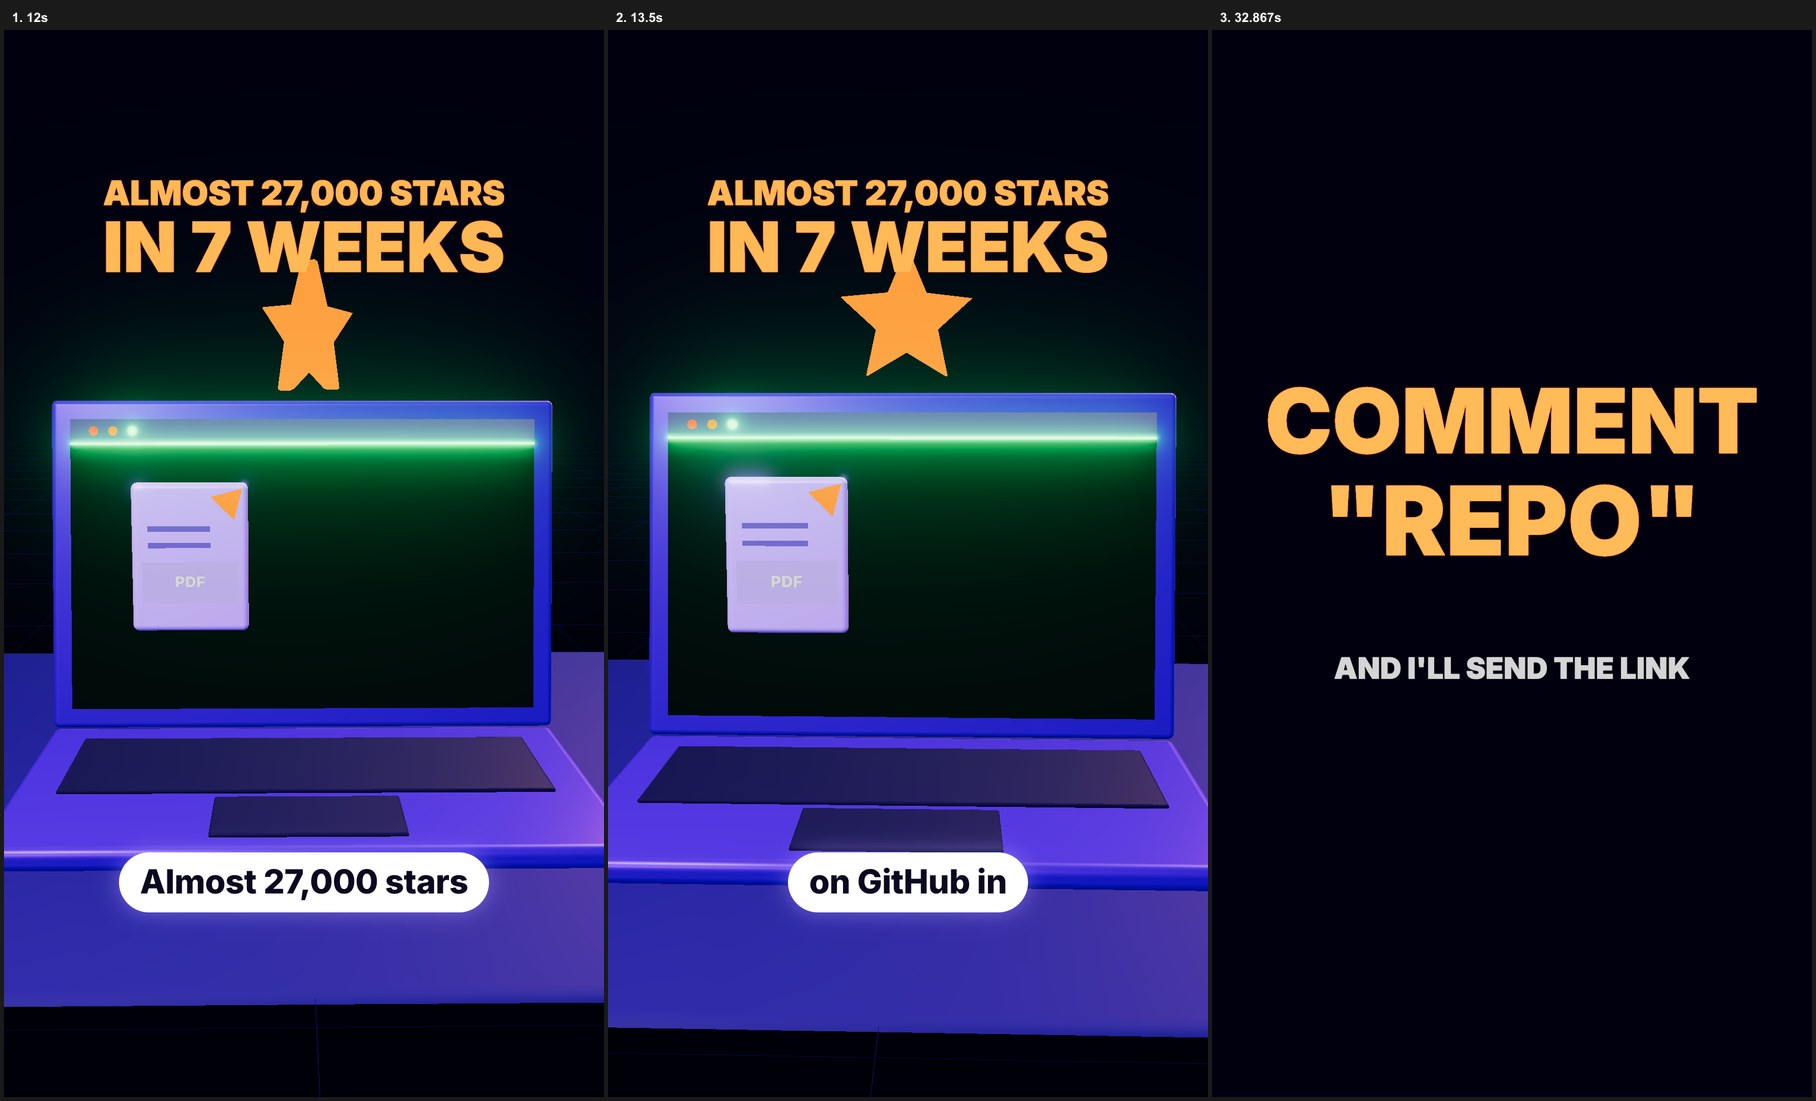 1. 12s
ALMOST 27,000 STARS
IN 7 WEEKS
PDF
Almost 27,000 stars
2. 13.5s
ALMOST 27,000 STARS
IN 7 WEEKS
PDF
on GitHub in
3. 32.867s
COMMENT
"REPO"
AND I'LL SEND THE LINK